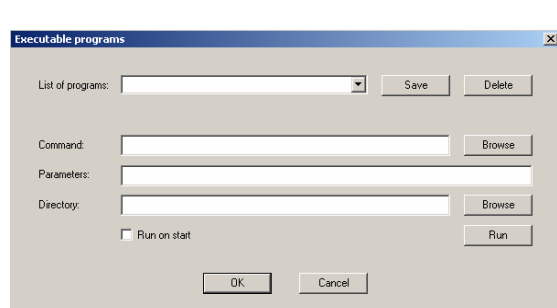 Executable programs
List of programs: Save Delete
Command: Browse
Parameters:
Directory: Browse
Run on start Run
OK Cancel